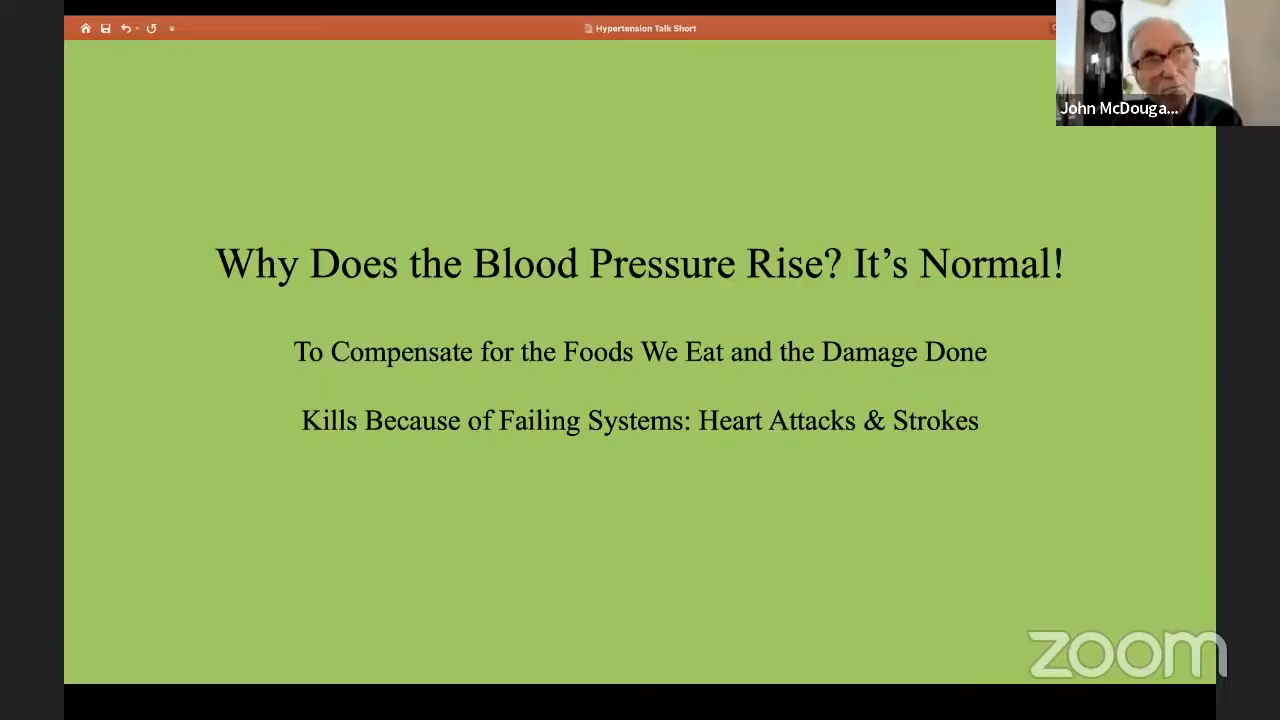 Hypertension Talk Short
John McDouga...
Why Does the Blood Pressure Rise? It’s Normal!
To Compensate for the Foods We Eat and the Damage Done
Kills Because of Failing Systems: Heart Attacks & Strokes
zoom